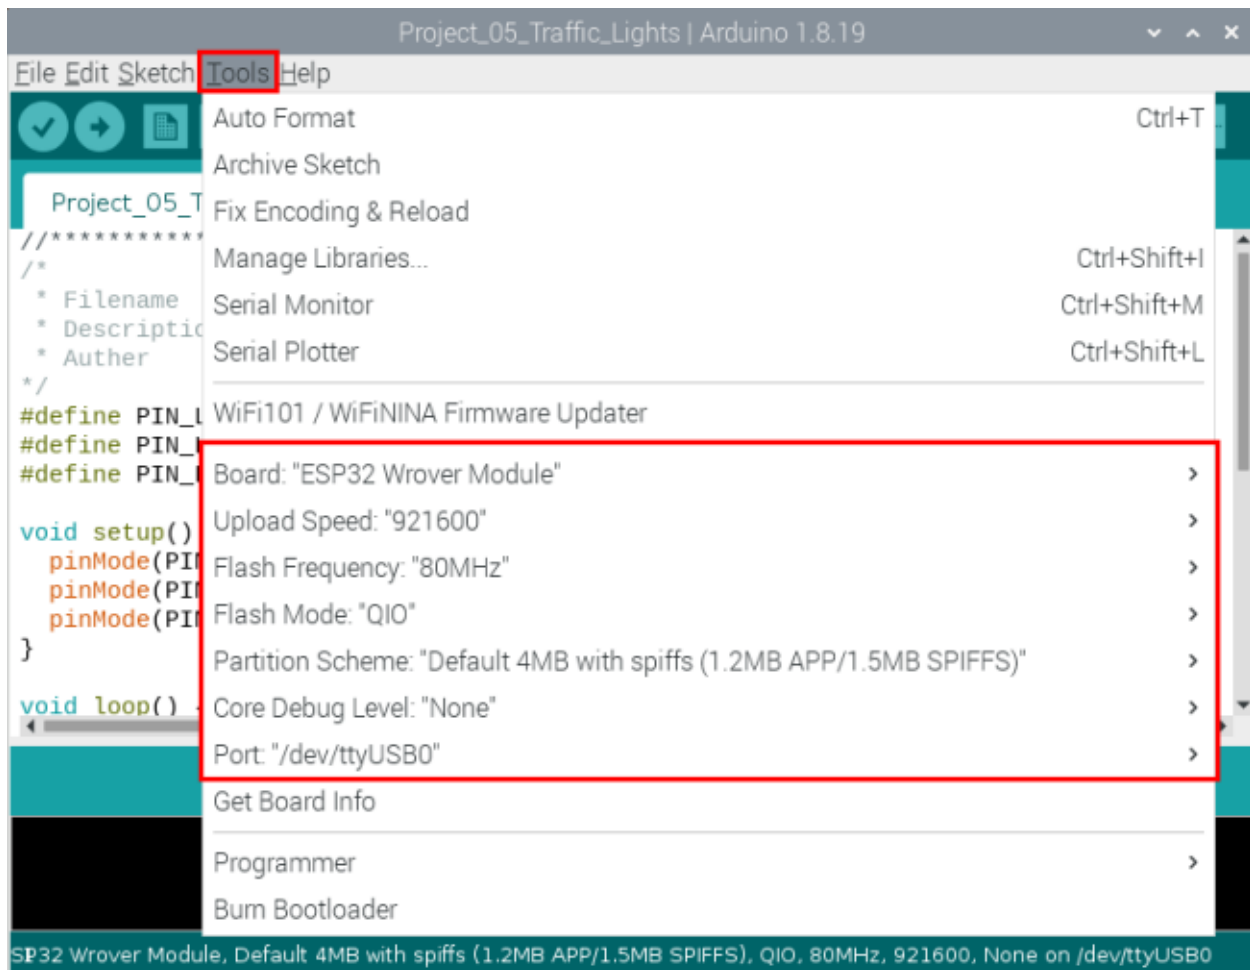 Project_05_Traffic_Lights | Arduino 1.8.19
File Edit Sketch Tools Help
Auto Format Ctrl+T
Archive Sketch
Project_05_T
Fix Encoding & Reload
//***********
Manage Libraries... Ctrl+Shift+I
/*
* Filename
Serial Monitor Ctrl+Shift+M
* Descriptic
Serial Plotter Ctrl+Shift+L
* Auther
*/
#define PIN_L
WiFi101 / WiFiNINA Firmware Updater
#define PIN_
#define PIN_
Board: "ESP32 Wrover Module"
Upload Speed: "921600"
void setup()
pinMode(PI
Flash Frequency: "80MHz"
pinMode(PI
Flash Mode: "QIO"
pinMode(PI
}
Partition Scheme: "Default 4MB with spiffs (1.2MB APP/1.5MB SPIFFS)"
void loop()
Core Debug Level: "None"
Port: "/dev/ttyUSB0"
Get Board Info
Programmer
Burn Bootloader
SP32 Wrover Module, Default 4MB with spiffs (1.2MB APP/1.5MB SPIFFS), QIO, 80MHz, 921600, None on /dev/ttyUSB0